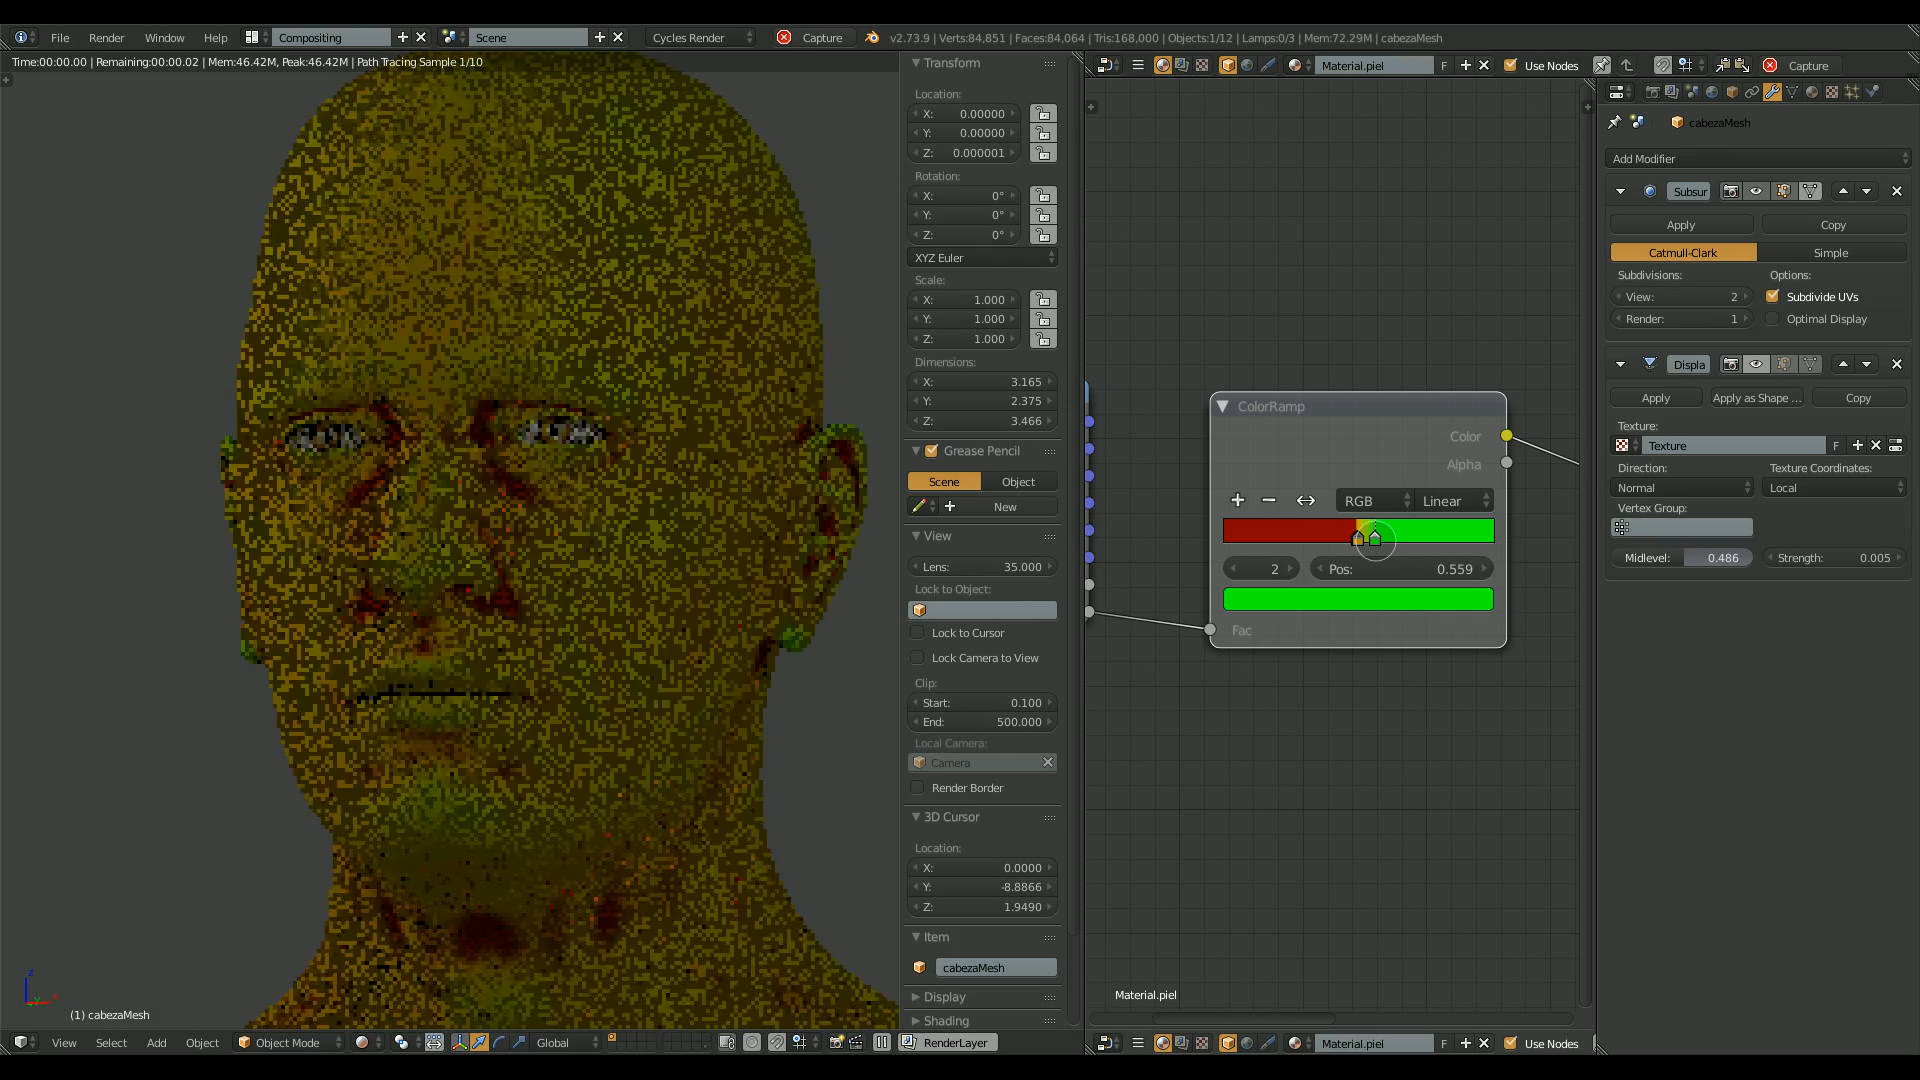 File Render Window Help Compositing Scene Cycles Render Capture v2.73.9 | Verts:84,851 | Faces:84,064 | Tris:168,000 | Objects:1/12 | Lamps:0/3 | Mem:72.29M | cabezaMesh
Time:00:00.00 | Remaining:00:00.02 | Mem:46.42M, Peak:46.42M | Path Tracing Sample 1/10
Transform
Location:
X: 0.00000
Y: 0.00000
Z: 0.000001
Rotation:
X: 0°
Y: 0°
Z: 0°
XYZ Euler
Scale:
X: 1.000
Y: 1.000
Z: 1.000
Dimensions:
X: 3.165
Y: 2.375
Z: 3.466
Grease Pencil
Scene Object
New
View
Lens: 35.000
Lock to Object:
Lock to Cursor
Lock Camera to View
Clip:
Start: 0.100
End: 500.000
Local Camera:
Camera
Render Border
3D Cursor
Location:
X: 0.0000
Y: -8.8866
Z: 1.9490
Item
cabezaMesh
Display
Shading
z
y
x
(1) cabezaMesh
View Select Add Object Object Mode Global RenderLayer
Material.piel F Use Nodes Capture
ColorRamp
Color
Alpha
RGB Linear
2 Pos: 0.559
Fac
Material.piel
Material.piel F Use Nodes
cabezaMesh
Add Modifier
Subsur
Apply Copy
Catmull-Clark Simple
Subdivisions: Options:
View: 2 Subdivide UVs
Render: 1 Optimal Display
Displa
Apply Apply as Shape ... Copy
Texture:
Texture F
Direction: Texture Coordinates:
Normal Local
Vertex Group:
Midlevel: 0.486 Strength: 0.005